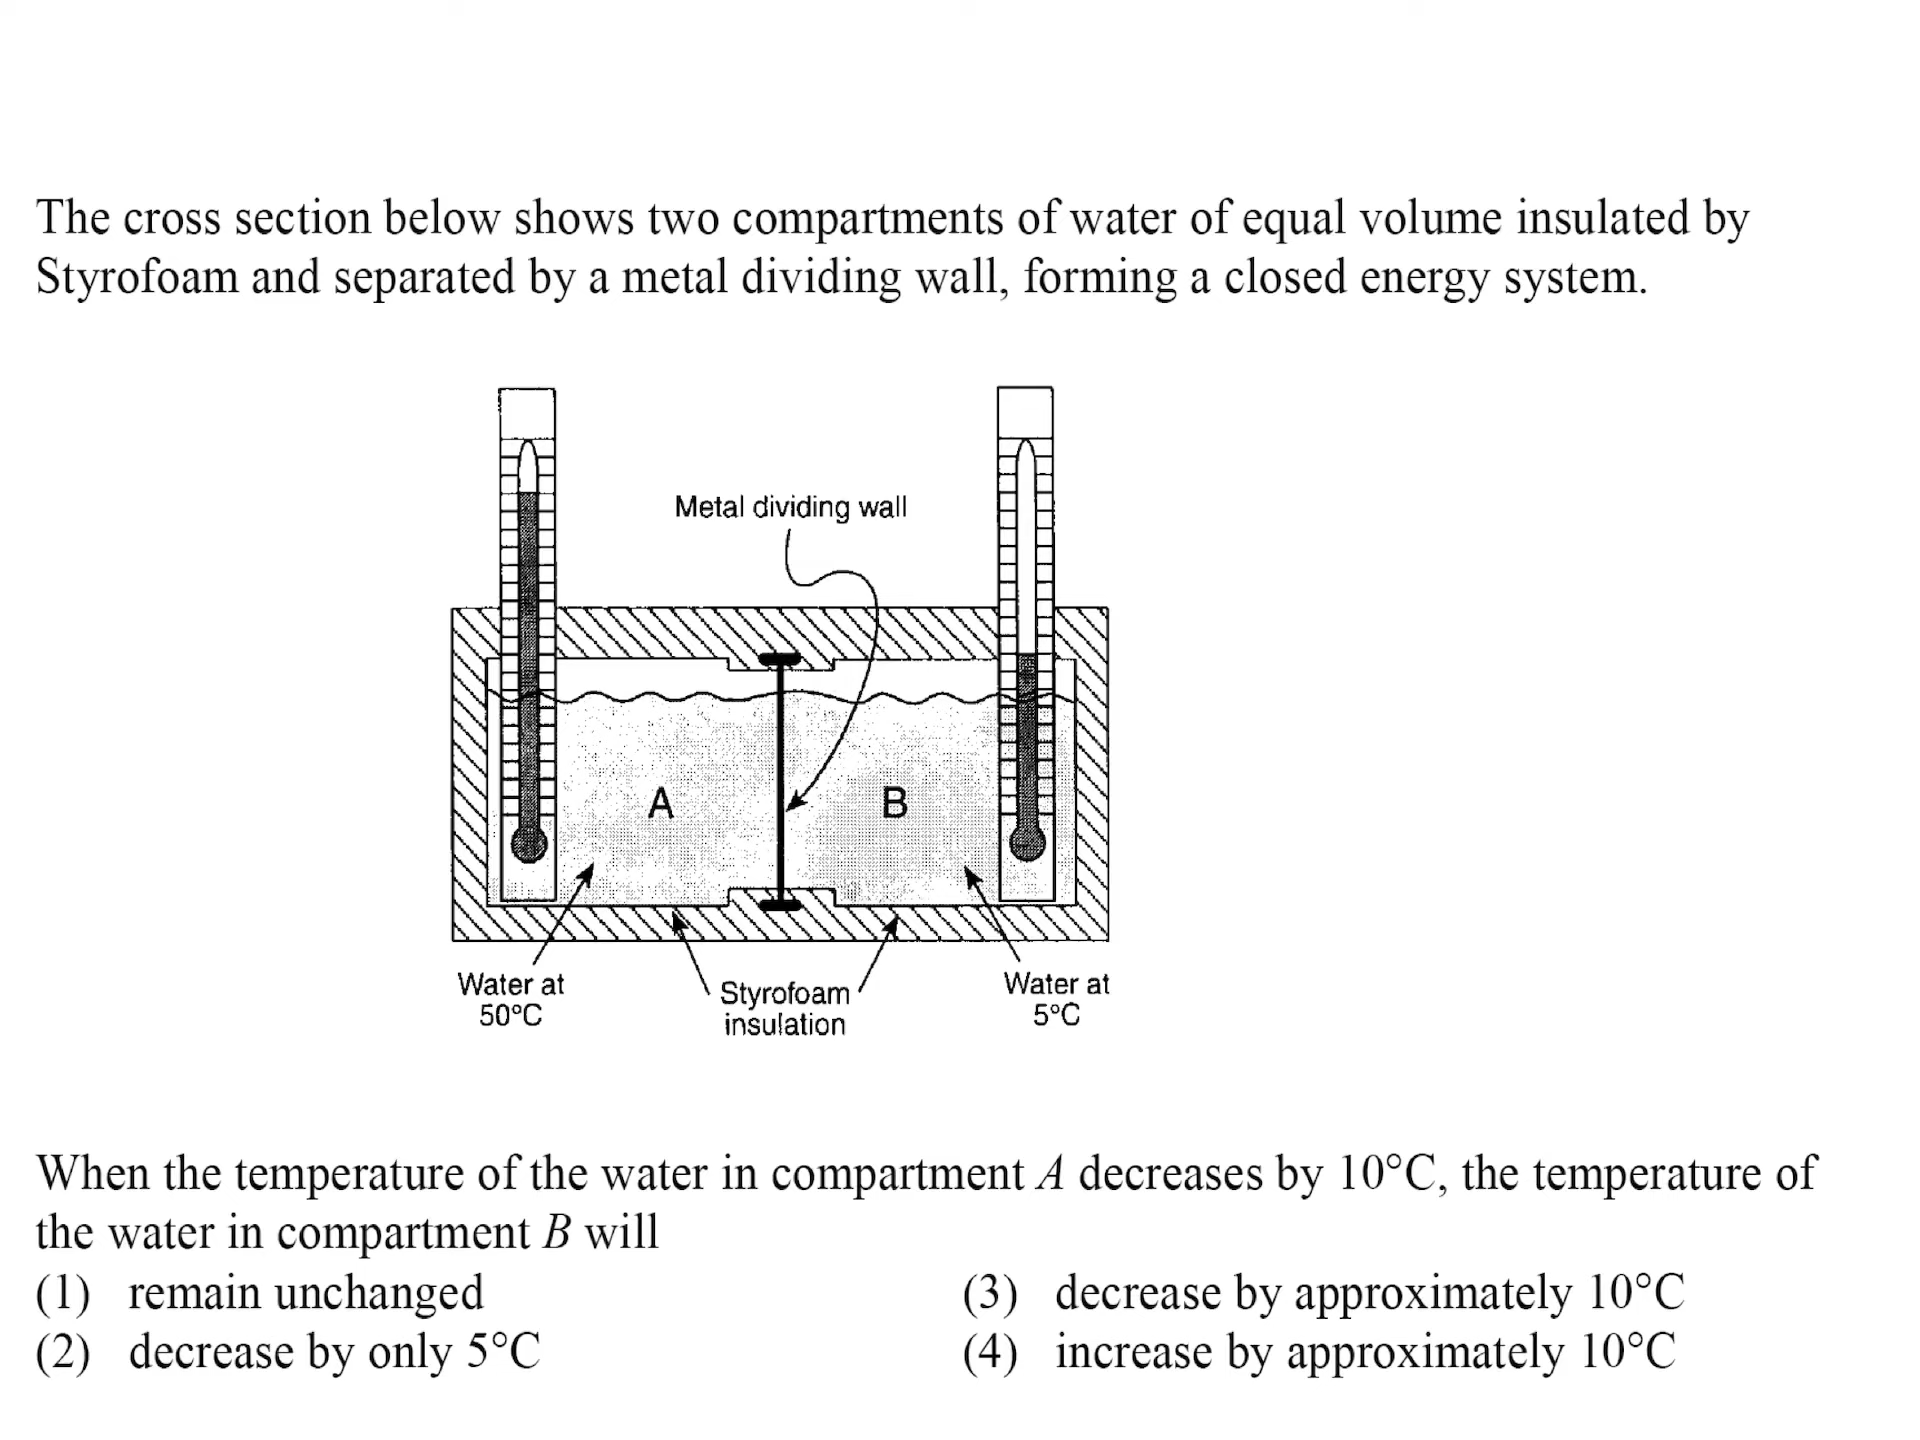 The cross section below shows two compartments of water of equal volume insulated by
Styrofoam and separated by a metal dividing wall, forming a closed energy system.
Metal dividing wall
A
B
Water at
50°C
Styrofoam
insulation
Water at
5°C
When the temperature of the water in compartment A decreases by 10°C, the temperature of
the water in compartment B will
(1) remain unchanged
(2) decrease by only 5°C
(3) decrease by approximately 10°C
(4) increase by approximately 10°C